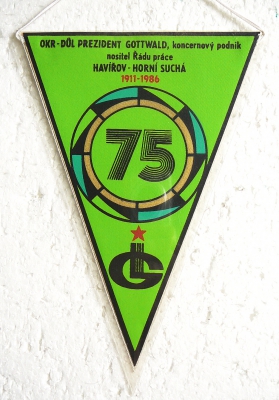 OKR-DŮL PREZIDENT GOTTWALD, koncernový podnik
nositel Řádu práce
HAVÍŘOV - HORNÍ SUCHÁ
1911-1986
75
G